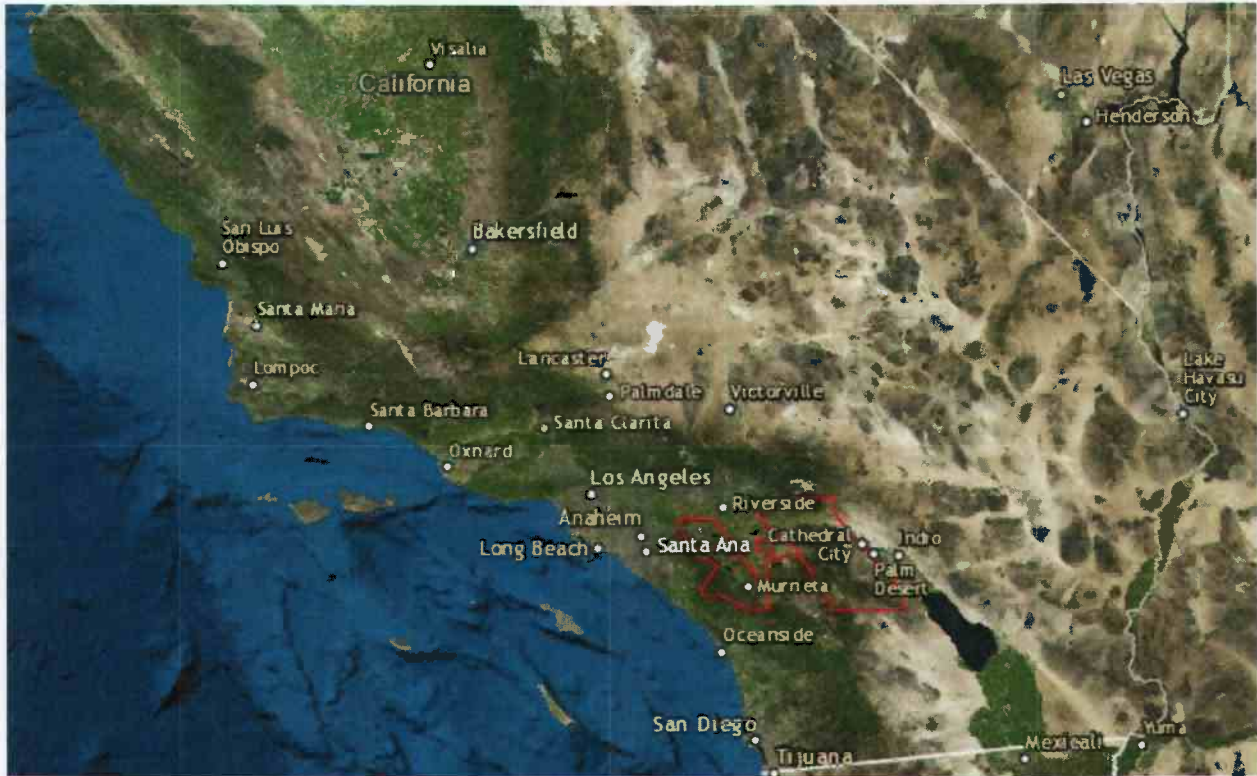 Visalia
California
Las Vegas
Henderson
San Luis
Obispo
Bakersfield
Santa Maria
Lancaster
Lompoc
Palmdale
Victorville
Lake
Havasu
City
Santa Barbara
Santa Clarita
Oxnard
Los Angeles
Riverside
Anaheim
Cathedral
City
Indio
Long Beach
Santa Ana
Palm
Desert
Murrieta
Oceanside
San Diego
Yuma
Mexicali
Tijuana